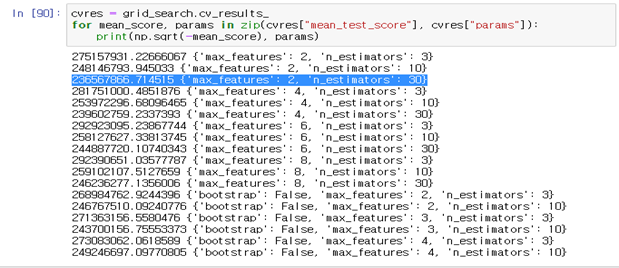 In [90]:
cvres = grid_search.cv_results_
for mean_score, params in zip(cvres["mean_test_score"], cvres["params"]):
    print(np.sqrt(-mean_score), params)
275157931.22666067 {'max_features': 2, 'n_estimators': 3}
248146793.945033 {'max_features': 2, 'n_estimators': 10}
236567866.714515 {'max_features': 2, 'n_estimators': 30}
281751000.4851876 {'max_features': 4, 'n_estimators': 3}
253972296.68096465 {'max_features': 4, 'n_estimators': 10}
239602759.2337393 {'max_features': 4, 'n_estimators': 30}
292923095.23867744 {'max_features': 6, 'n_estimators': 3}
258127627.33813745 {'max_features': 6, 'n_estimators': 10}
244887720.10740343 {'max_features': 6, 'n_estimators': 30}
292390651.03577787 {'max_features': 8, 'n_estimators': 3}
259102107.5127659 {'max_features': 8, 'n_estimators': 10}
246236277.1356006 {'max_features': 8, 'n_estimators': 30}
268984762.9244396 {'bootstrap': False, 'max_features': 2, 'n_estimators': 3}
246767510.09240776 {'bootstrap': False, 'max_features': 2, 'n_estimators': 10}
271363156.5580476 {'bootstrap': False, 'max_features': 3, 'n_estimators': 3}
243700156.75553373 {'bootstrap': False, 'max_features': 3, 'n_estimators': 10}
273083062.0618589 {'bootstrap': False, 'max_features': 4, 'n_estimators': 3}
249246697.09770805 {'bootstrap': False, 'max_features': 4, 'n_estimators': 10}